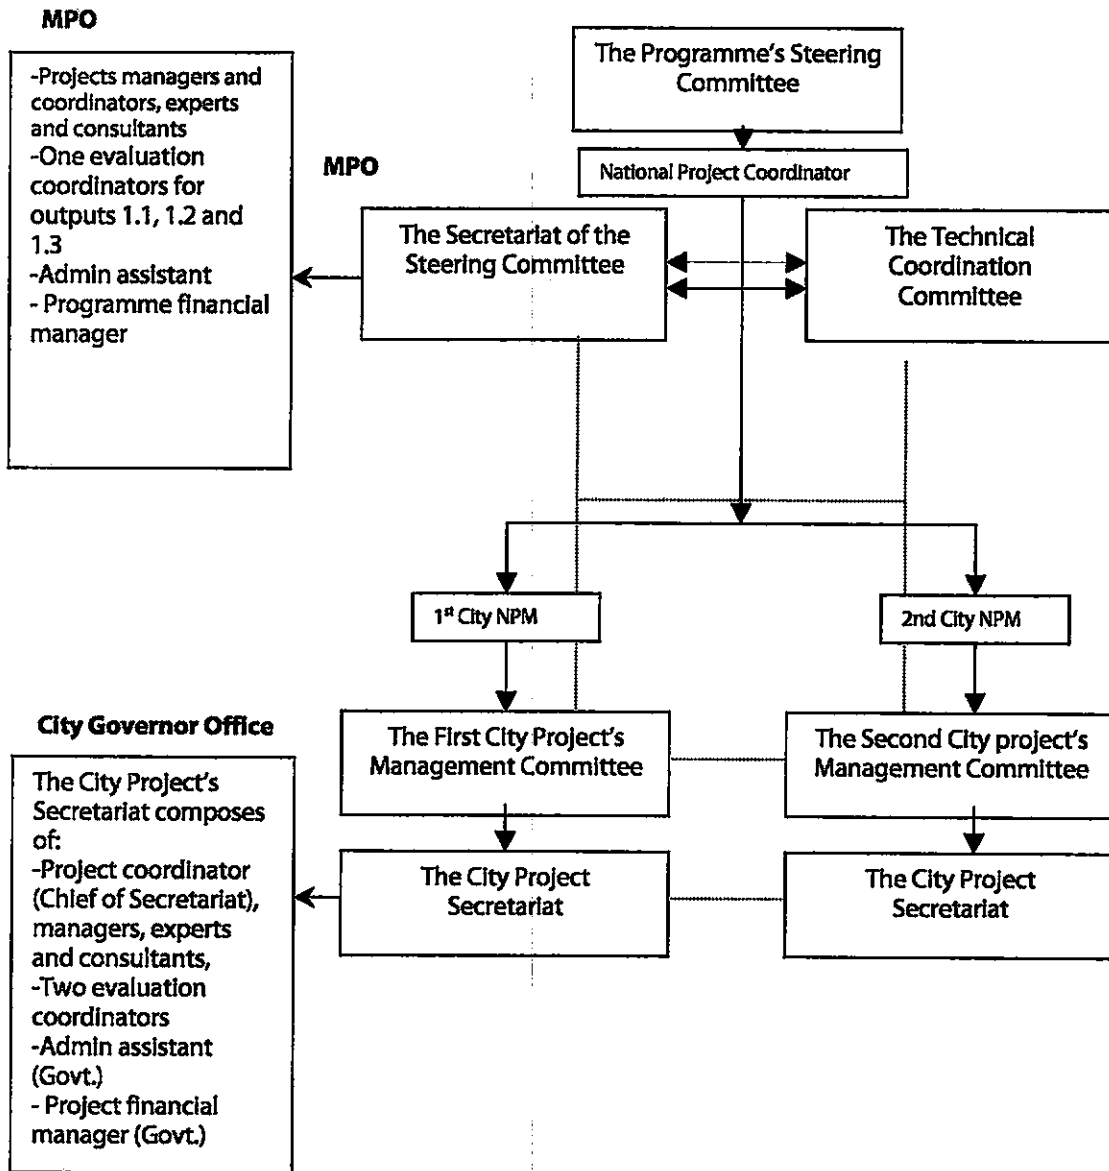 MPO
-Projects managers and
coordinators, experts
and consultants
-One evaluation
coordinators for
outputs 1.1, 1.2 and
1.3
-Admin assistant
- Programme financial
manager
The Programme's Steering
Committee
National Project Coordinator
MPO
The Secretariat of the
Steering Committee
The Technical
Coordination
Committee
1st City NPM
2nd City NPM
City Governor Office
The First City Project's
Management Committee
The Second City project's
Management Committee
The City Project's
Secretariat composes
of:
-Project coordinator
(Chief of Secretariat),
managers, experts
and consultants,
-Two evaluation
coordinators
-Admin assistant
(Govt.)
- Project financial
manager (Govt.)
The City Project
Secretariat
The City Project
Secretariat